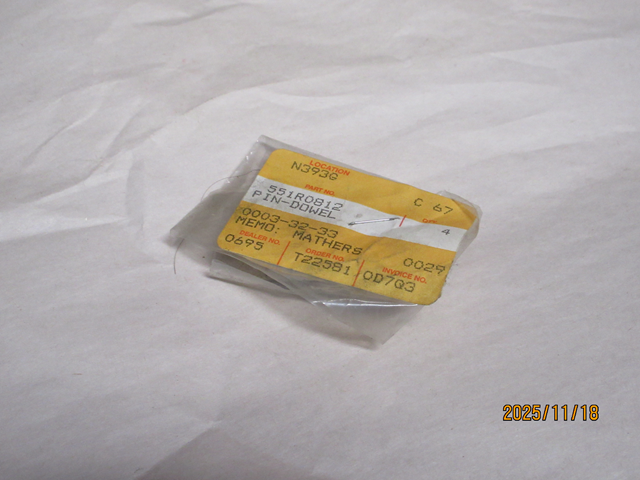 LOCATION
N393G C 67
PART NO.
551R0812
PIN-DOWEL 4
0003-32-33
MEMO: MATHERS 0029
DEALER NO. ORDER NO. INVOICE NO.
0695 T22581 0D7Q3
2025/11/18